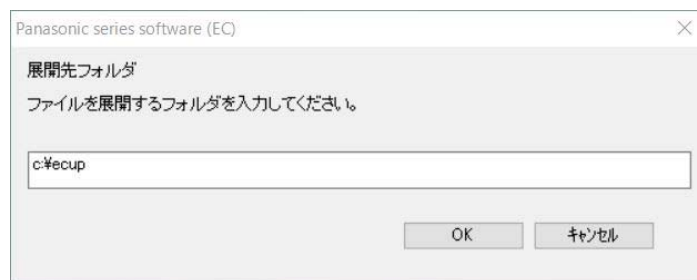 Panasonic series software (EC)
展開先フォルダ
ファイルを展開するフォルダを入力してください。
c:¥ecup
OK
キャンセル